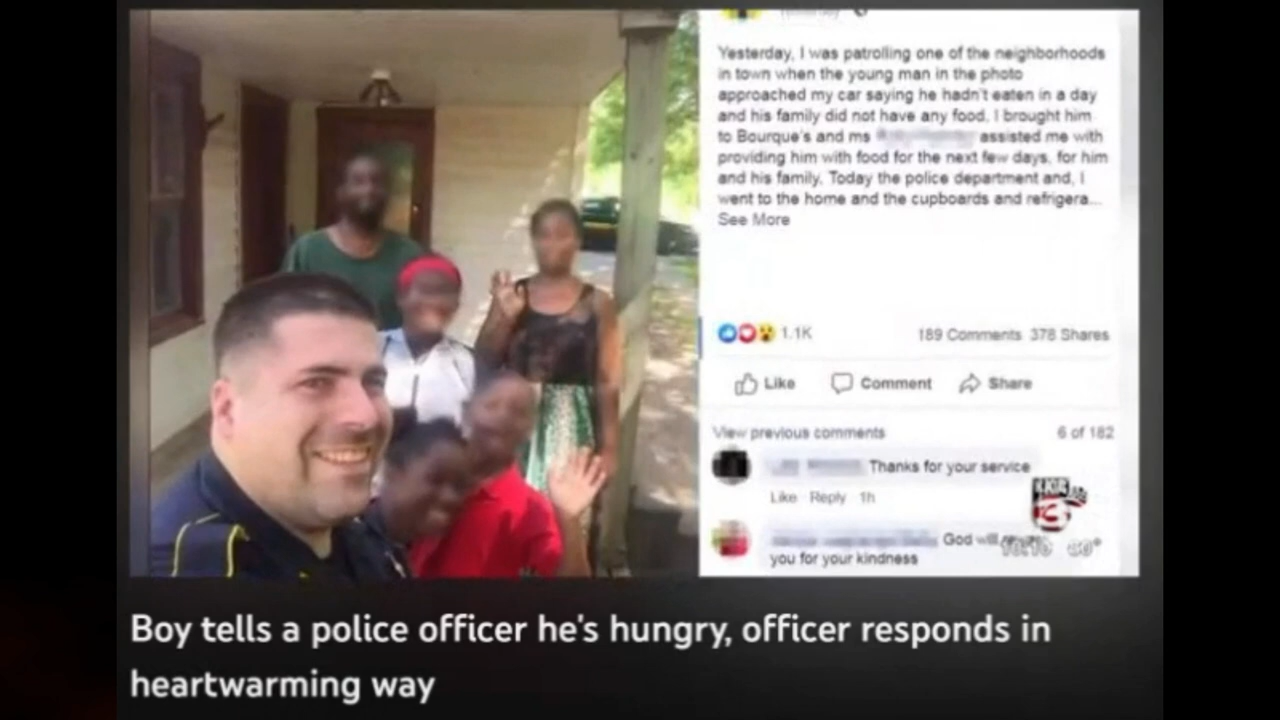 Yesterday, I was patrolling one of the neighborhoods
in town when the young man in the photo
approached my car saying he hadn't eaten in a day
and his family did not have any food, I brought him
to Bourque's and ms assisted me with
providing him with food for the next few days, for him
and his family. Today the police department and, I
went to the home and the cupboards and refrigera...
See More
1.1K
189 Comments 378 Shares
Like Comment Share
View previous comments 6 of 182
Thanks for your service
Like Reply 1h
3
God will
you for your kindness
Boy tells a police officer he's hungry, officer responds in
heartwarming way